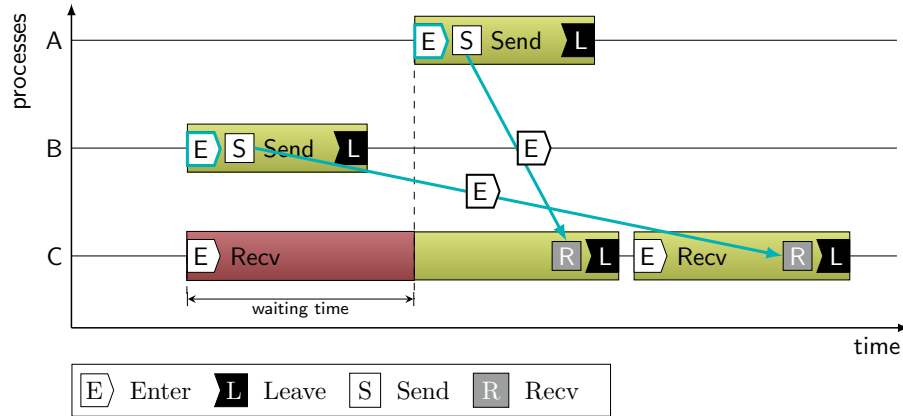 processes
A
E S Send L
B
E S Send L
E
E
C
E Recv R L
E Recv R L
waiting time
time
E Enter L Leave S Send R Recv